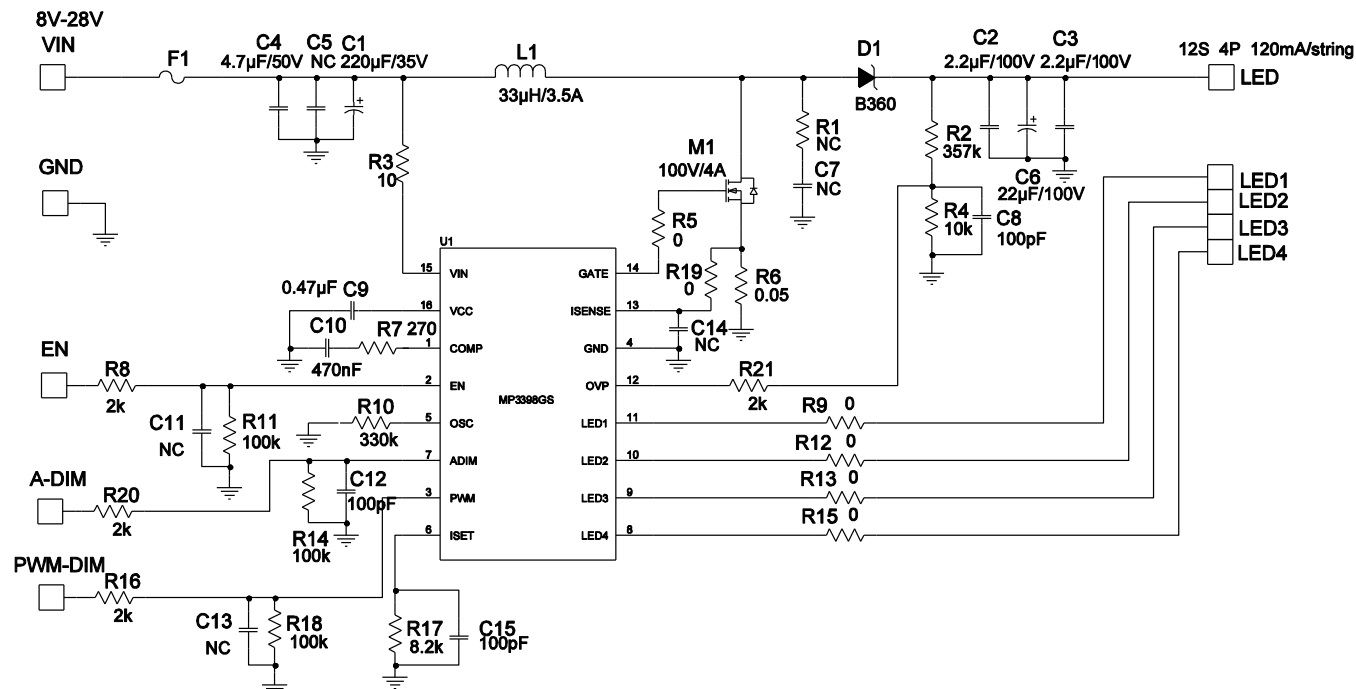 8V-28V
VIN
F1
C4
4.7µF/50V
C5
NC
C1
220µF/35V
L1
33µH/3.5A
D1
B360
C2
2.2µF/100V
C3
2.2µF/100V
12S 4P 120mA/string
LED
GND
R3
10
M1
100V/4A
R1
NC
C7
NC
R2
357k
C6
22µF/100V
R4
10k
C8
100pF
LED1
LED2
LED3
LED4
R5
0
R19
0
R6
0.05
C14
NC
U1
MP3398GS
15
VIN
16
VCC
1
COMP
2
EN
5
OSC
7
ADIM
3
PWM
6
ISET
GATE
14
ISENSE
13
GND
4
OVP
12
LED1
11
LED2
10
LED3
9
LED4
8
0.47µF
C9
C10
470nF
R7 270
EN
R8
2k
C11
NC
R11
100k
R10
330k
R21
2k
R9 0
R12 0
R13 0
R15 0
A-DIM
R20
2k
C12
100pF
R14
100k
PWM-DIM
R16
2k
C13
NC
R18
100k
R17
8.2k
C15
100pF